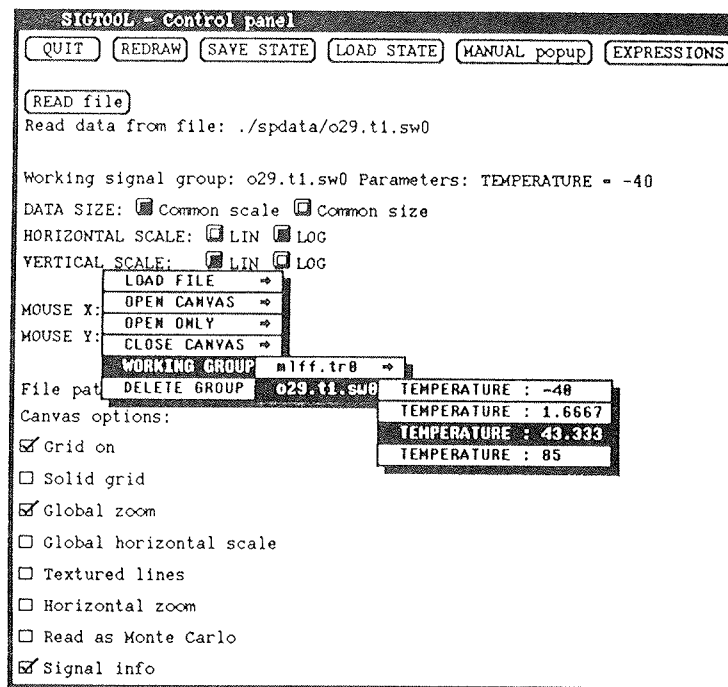 SIGTOOL - Control panel
QUIT REDRAW SAVE STATE LOAD STATE MANUAL popup EXPRESSIONS
READ file
Read data from file: ./spdata/o29.t1.sw0
Working signal group: o29.t1.sw0 Parameters: TEMPERATURE = -40
DATA SIZE: Common scale Common size
HORIZONTAL SCALE: LIN LOG
VERTICAL SCALE: LIN LOG
LOAD FILE ⇒
MOUSE X: OPEN CANVAS ⇒
OPEN ONLY ⇒
MOUSE Y: CLOSE CANVAS ⇒
WORKING GROUP mlff.tr0 ⇒
File pat DELETE GROUP o29.t1.sw0 TEMPERATURE : -40
Canvas options: TEMPERATURE : 1.6667
TEMPERATURE : 43.333
Grid on TEMPERATURE : 85
Solid grid
Global zoom
Global horizontal scale
Textured lines
Horizontal zoom
Read as Monte Carlo
Signal info